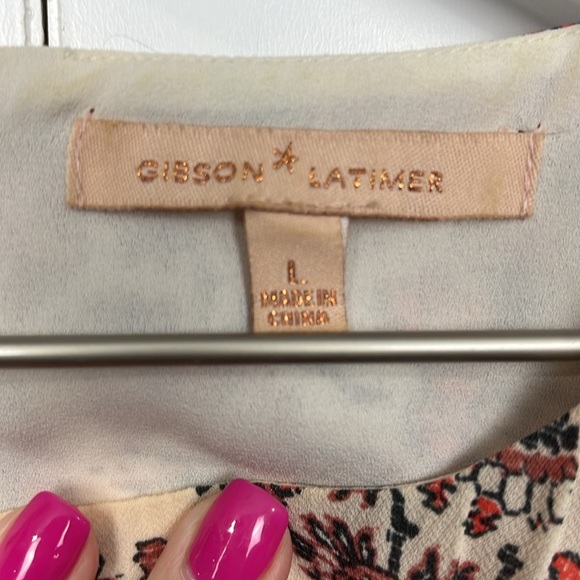 GIBSON * LATIMER
L
MADE IN
CHINA